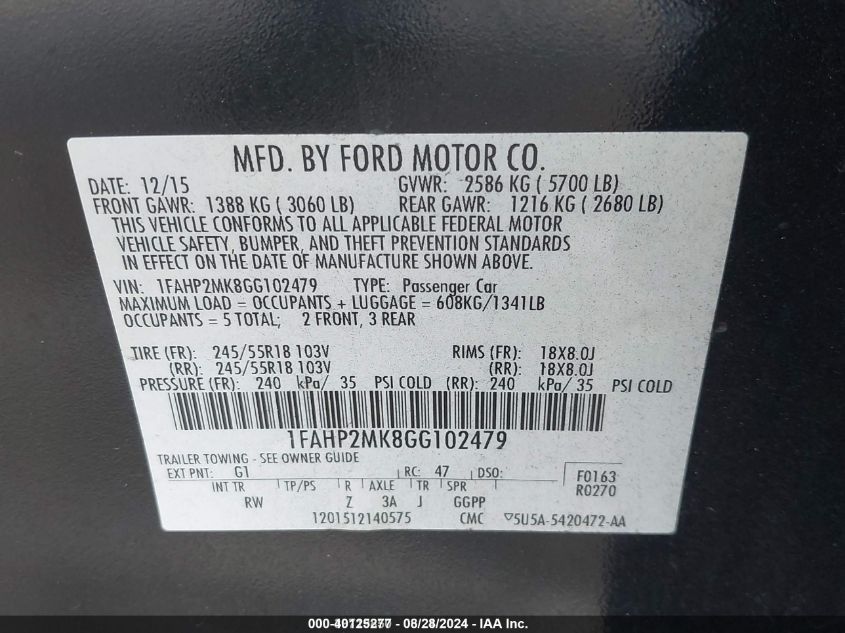 MFD. BY FORD MOTOR CO.
DATE: 12/15 GVWR: 2586 KG ( 5700 LB)
FRONT GAWR: 1388 KG ( 3060 LB) REAR GAWR: 1216 KG ( 2680 LB)
THIS VEHICLE CONFORMS TO ALL APPLICABLE FEDERAL MOTOR
VEHICLE SAFETY, BUMPER, AND THEFT PREVENTION STANDARDS
IN EFFECT ON THE DATE OF MANUFACTURE SHOWN ABOVE.
VIN: 1FAHP2MK8GG102479 TYPE: Passenger Car
MAXIMUM LOAD = OCCUPANTS + LUGGAGE = 608KG/1341LB
OCCUPANTS = 5 TOTAL; 2 FRONT, 3 REAR
TIRE (FR): 245/55R18 103V RIMS (FR): 18X8.0J
(RR): 245/55R18 103V (RR): 18X8.0J
PRESSURE (FR): 240 kPa/ 35 PSI COLD (RR): 240 kPa/ 35 PSI COLD
1FAHP2MK8GG102479
TRAILER TOWING - SEE OWNER GUIDE
EXT PNT: G1 RC: 47 DSO: F0163
INT TR TP/PS R AXLE TR SPR R0270
RW Z 3A J GGPP
1201512140575 CMC ▽5U5A-5420472-AA
08/28/2024 - IAA Inc.